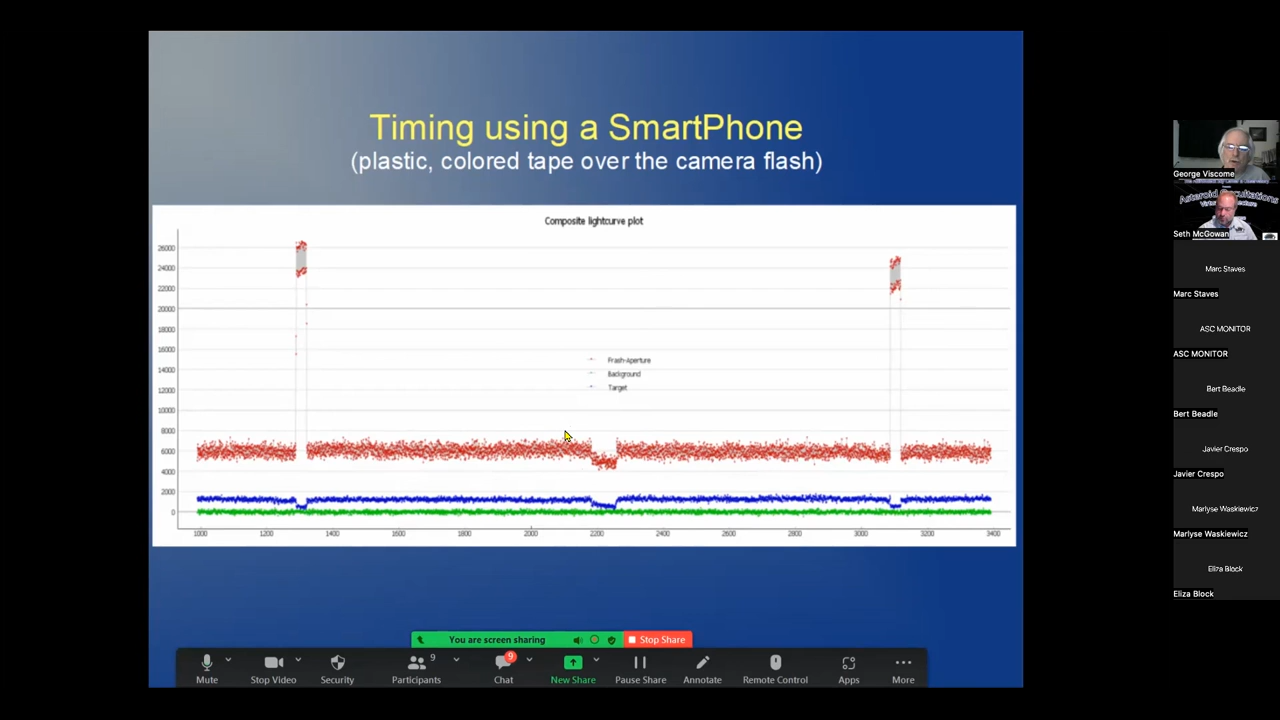 Timing using a SmartPhone
(plastic, colored tape over the camera flash)
Composite lightcurve plot
26000
24000
22000
20000
18000
16000
14000
12000
10000
8000
6000
4000
2000
0
Frash-Aperture
Background
Target
1000 1200 1400 1600 1800 2000 2200 2400 2600 2800 3000 3200 3400
You are screen sharing Stop Share
9 9
Mute Stop Video Security Participants Chat New Share Pause Share Annotate Remote Control Apps More
George Viscome
Asteroid Occultations
Seth McGowan
Marc Staves
Marc Staves
ASC MONITOR
ASC MONITOR
Bert Beadle
Bert Beadle
Javier Crespo
Javier Crespo
Marlyse Waskiewicz
Marlyse Waskiewicz
Eliza Block
Eliza Block